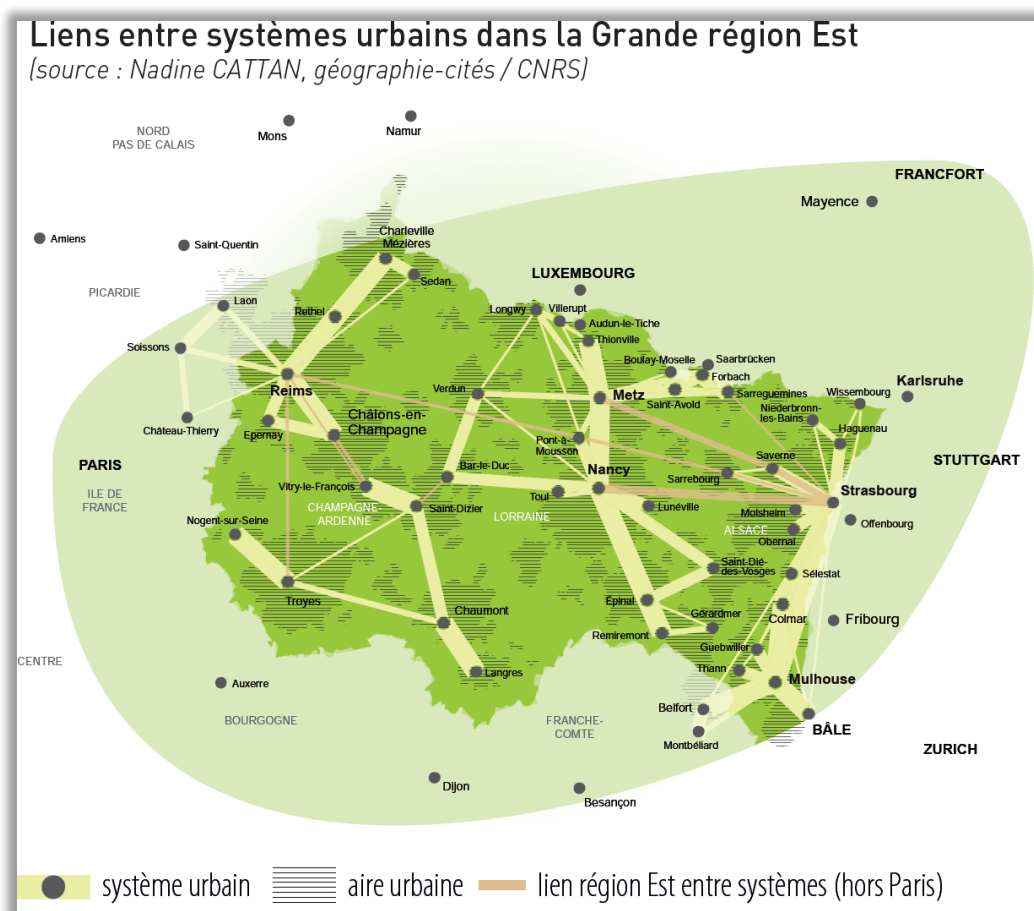 Liens entre systèmes urbains dans la Grande région Est
(source : Nadine CATTAN, géographie-cités / CNRS)
NORD
PAS DE CALAIS
Mons
Namur
FRANCFORT
Mayence
Amiens
Saint-Quentin
Charleville
Mézières
Sedan
LUXEMBOURG
PICARDIE
Laon
Rethel
Longwy
Villerupt
Audun-le-Tiche
Thionville
Soissons
Boulay-Moselle
Saarbrücken
Forbach
Reims
Verdun
Metz
Saint-Avold
Sarreguemines
Wissembourg
Karlsruhe
Niederbronn-
les-Bains
Haguenau
Château-Thierry
Epernay
Châlons-en-
Champagne
Pont-à-
Mousson
PARIS
Bar-le-Duc
Nancy
Saverne
STUTTGART
Sarrebourg
Strasbourg
ILE DE
FRANCE
Vitry-le-François
CHAMPAGNE-
ARDENNE
Saint-Dizier
Toul
LORRAINE
Lunéville
Molsheim
ALSACE
Obernai
Offenbourg
Nogent-sur-Seine
Saint-Dié-
des-Vosges
Sélestat
Troyes
Chaumont
Épinal
Gérardmer
Colmar
Fribourg
Remiremont
Guebwiller
CENTRE
Auxerre
Langres
Thann
Mulhouse
BOURGOGNE
FRANCHE-
COMTE
Belfort
Montbéliard
BÂLE
ZURICH
Dijon
Besançon
système urbain
aire urbaine
lien région Est entre systèmes (hors Paris)